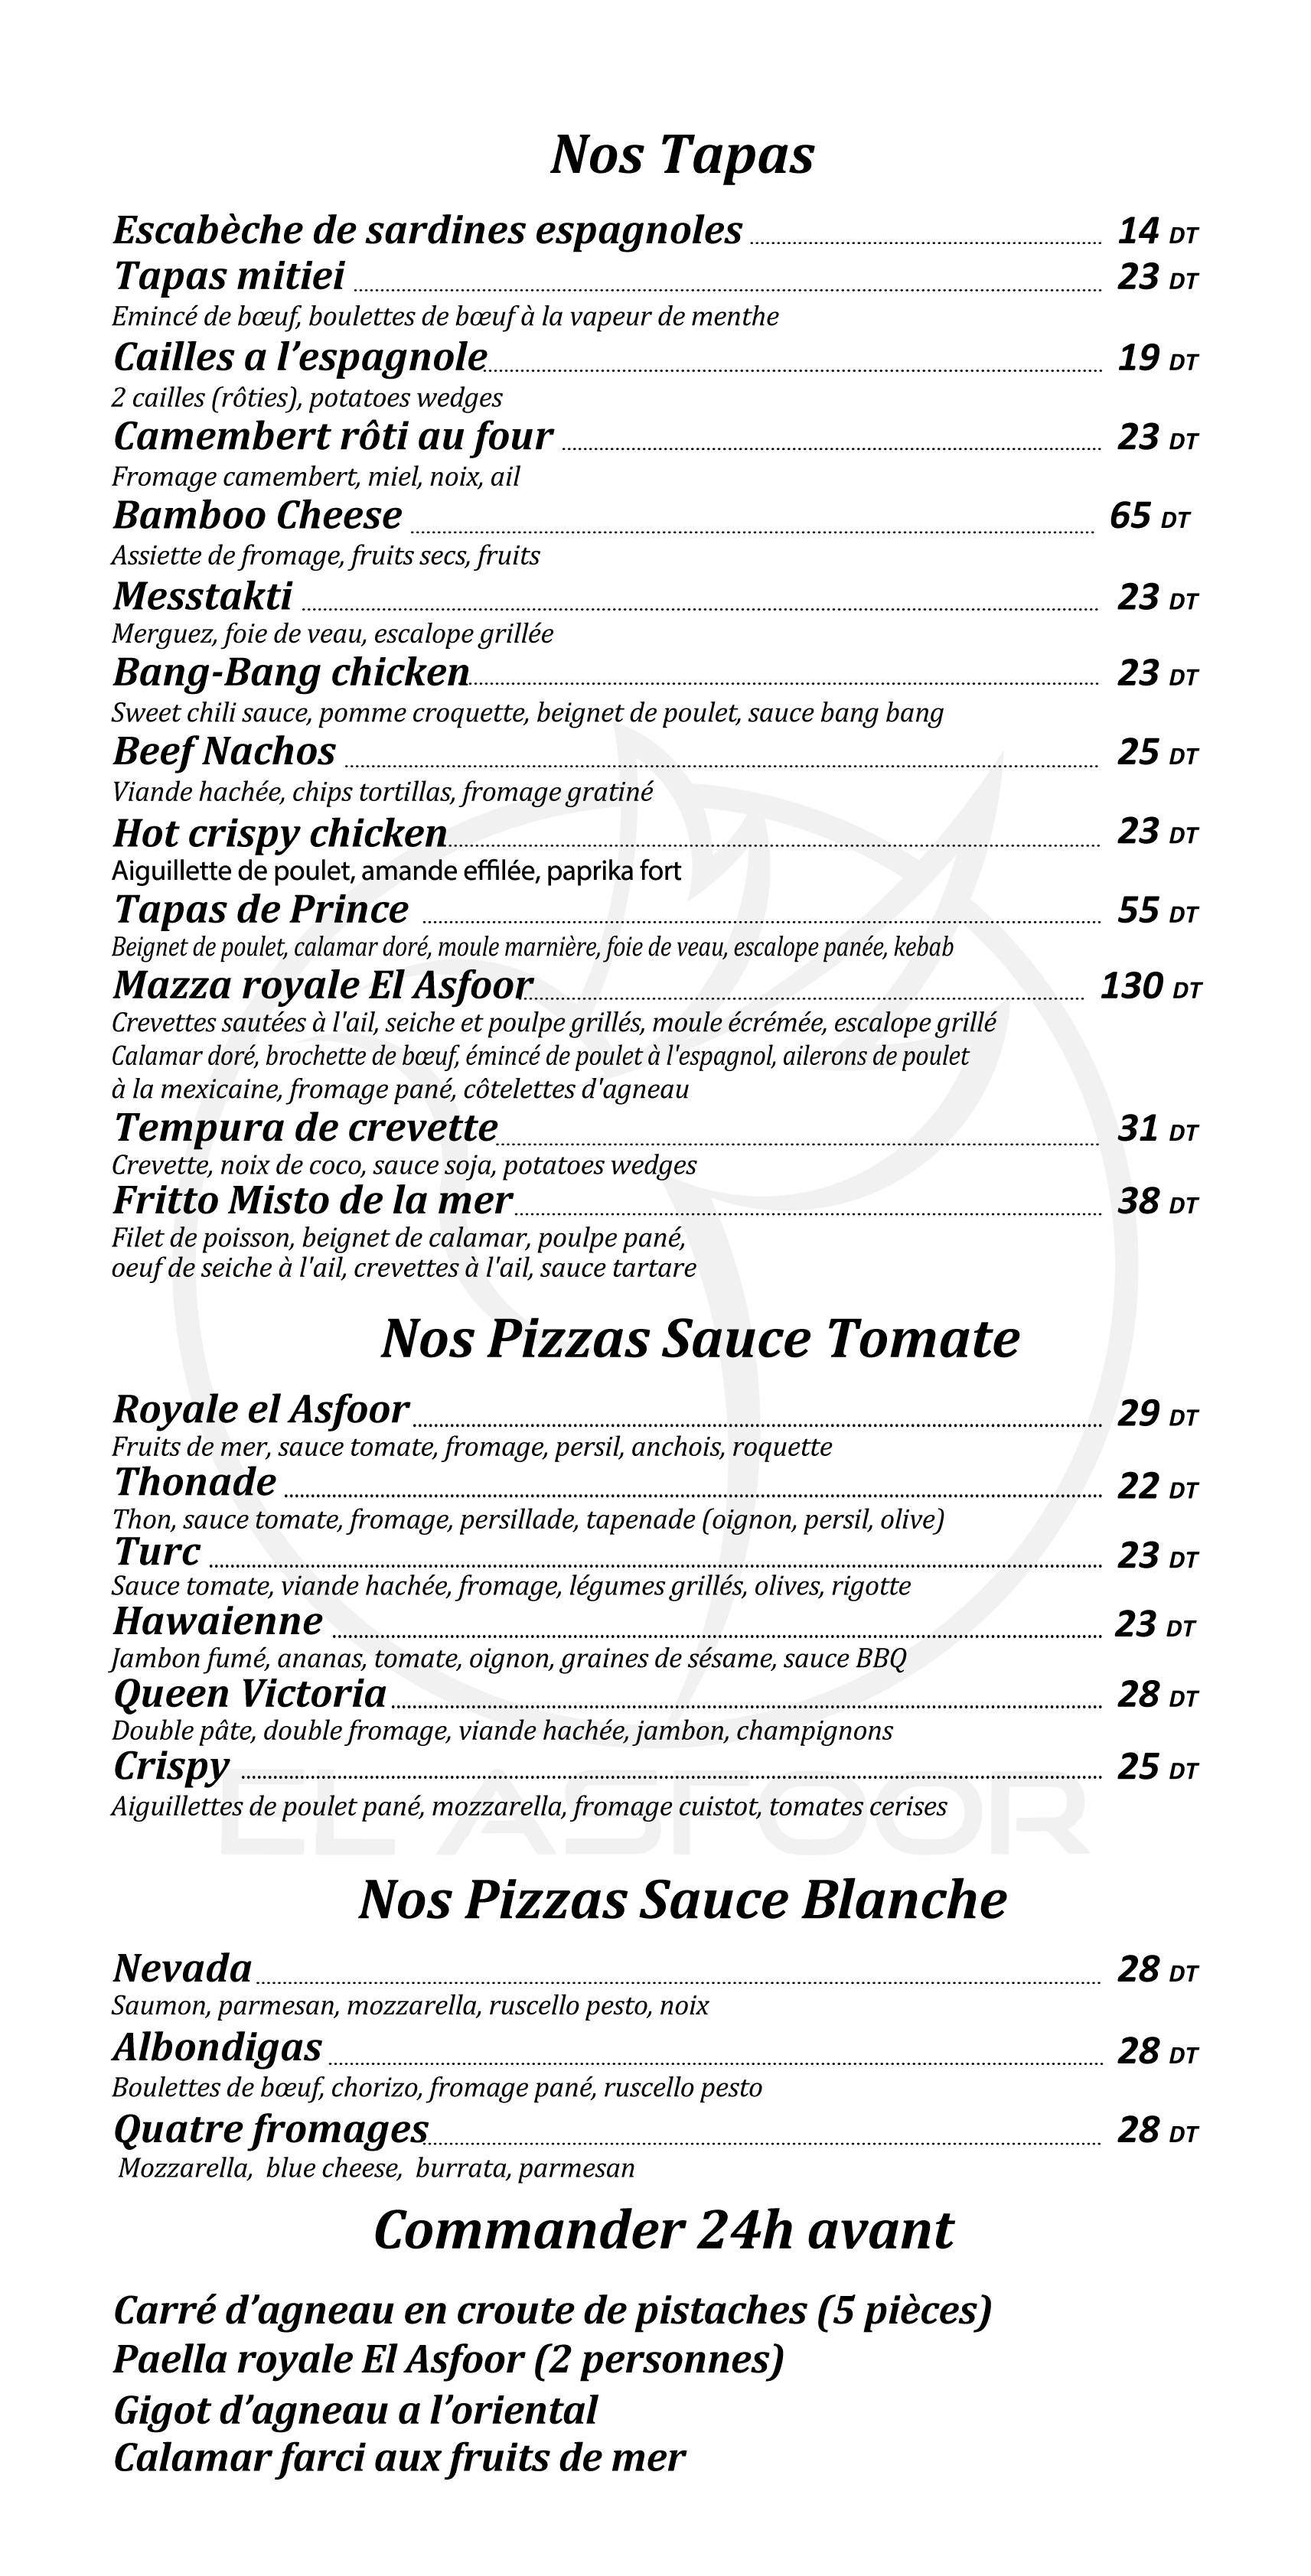 Nos Tapas
Escabèche de sardines espagnoles 14 DT
Tapas mitiei 23 DT
Emincé de bœuf, boulettes de bœuf à la vapeur de menthe
Cailles a l’espagnole 19 DT
2 cailles (rôties), potatoes wedges
Camembert rôti au four 23 DT
Fromage camembert, miel, noix, ail
Bamboo Cheese 65 DT
Assiette de fromage, fruits secs, fruits
Messtakti 23 DT
Merguez, foie de veau, escalope grillée
Bang-Bang chicken 23 DT
Sweet chili sauce, pomme croquette, beignet de poulet, sauce bang bang
Beef Nachos 25 DT
Viande hachée, chips tortillas, fromage gratiné
Hot crispy chicken 23 DT
Aiguillette de poulet, amande effilée, paprika fort
Tapas de Prince 55 DT
Beignet de poulet, calamar doré, moule marnière, foie de veau, escalope panée, kebab
Mazza royale El Asfoor 130 DT
Crevettes sautées à l'ail, seiche et poulpe grillés, moule écrémée, escalope grillé
Calamar doré, brochette de bœuf, émincé de poulet à l'espagnol, ailerons de poulet
à la mexicaine, fromage pané, côtelettes d'agneau
Tempura de crevette 31 DT
Crevette, noix de coco, sauce soja, potatoes wedges
Fritto Misto de la mer 38 DT
Filet de poisson, beignet de calamar, poulpe pané,
oeuf de seiche à l'ail, crevettes à l'ail, sauce tartare
Nos Pizzas Sauce Tomate
Royale el Asfoor 29 DT
Fruits de mer, sauce tomate, fromage, persil, anchois, roquette
Thonade 22 DT
Thon, sauce tomate, fromage, persillade, tapenade (oignon, persil, olive)
Turc 23 DT
Sauce tomate, viande hachée, fromage, légumes grillés, olives, rigotte
Hawaienne 23 DT
Jambon fumé, ananas, tomate, oignon, graines de sésame, sauce BBQ
Queen Victoria 28 DT
Double pâte, double fromage, viande hachée, jambon, champignons
Crispy 25 DT
Aiguillettes de poulet pané, mozzarella, fromage cuistot, tomates cerises
EL ASFOOR
Nos Pizzas Sauce Blanche
Nevada 28 DT
Saumon, parmesan, mozzarella, ruscello pesto, noix
Albondigas 28 DT
Boulettes de bœuf, chorizo, fromage pané, ruscello pesto
Quatre fromages 28 DT
Mozzarella, blue cheese, burrata, parmesan
Commander 24h avant
Carré d’agneau en croute de pistaches (5 pièces)
Paella royale El Asfoor (2 personnes)
Gigot d’agneau a l’oriental
Calamar farci aux fruits de mer